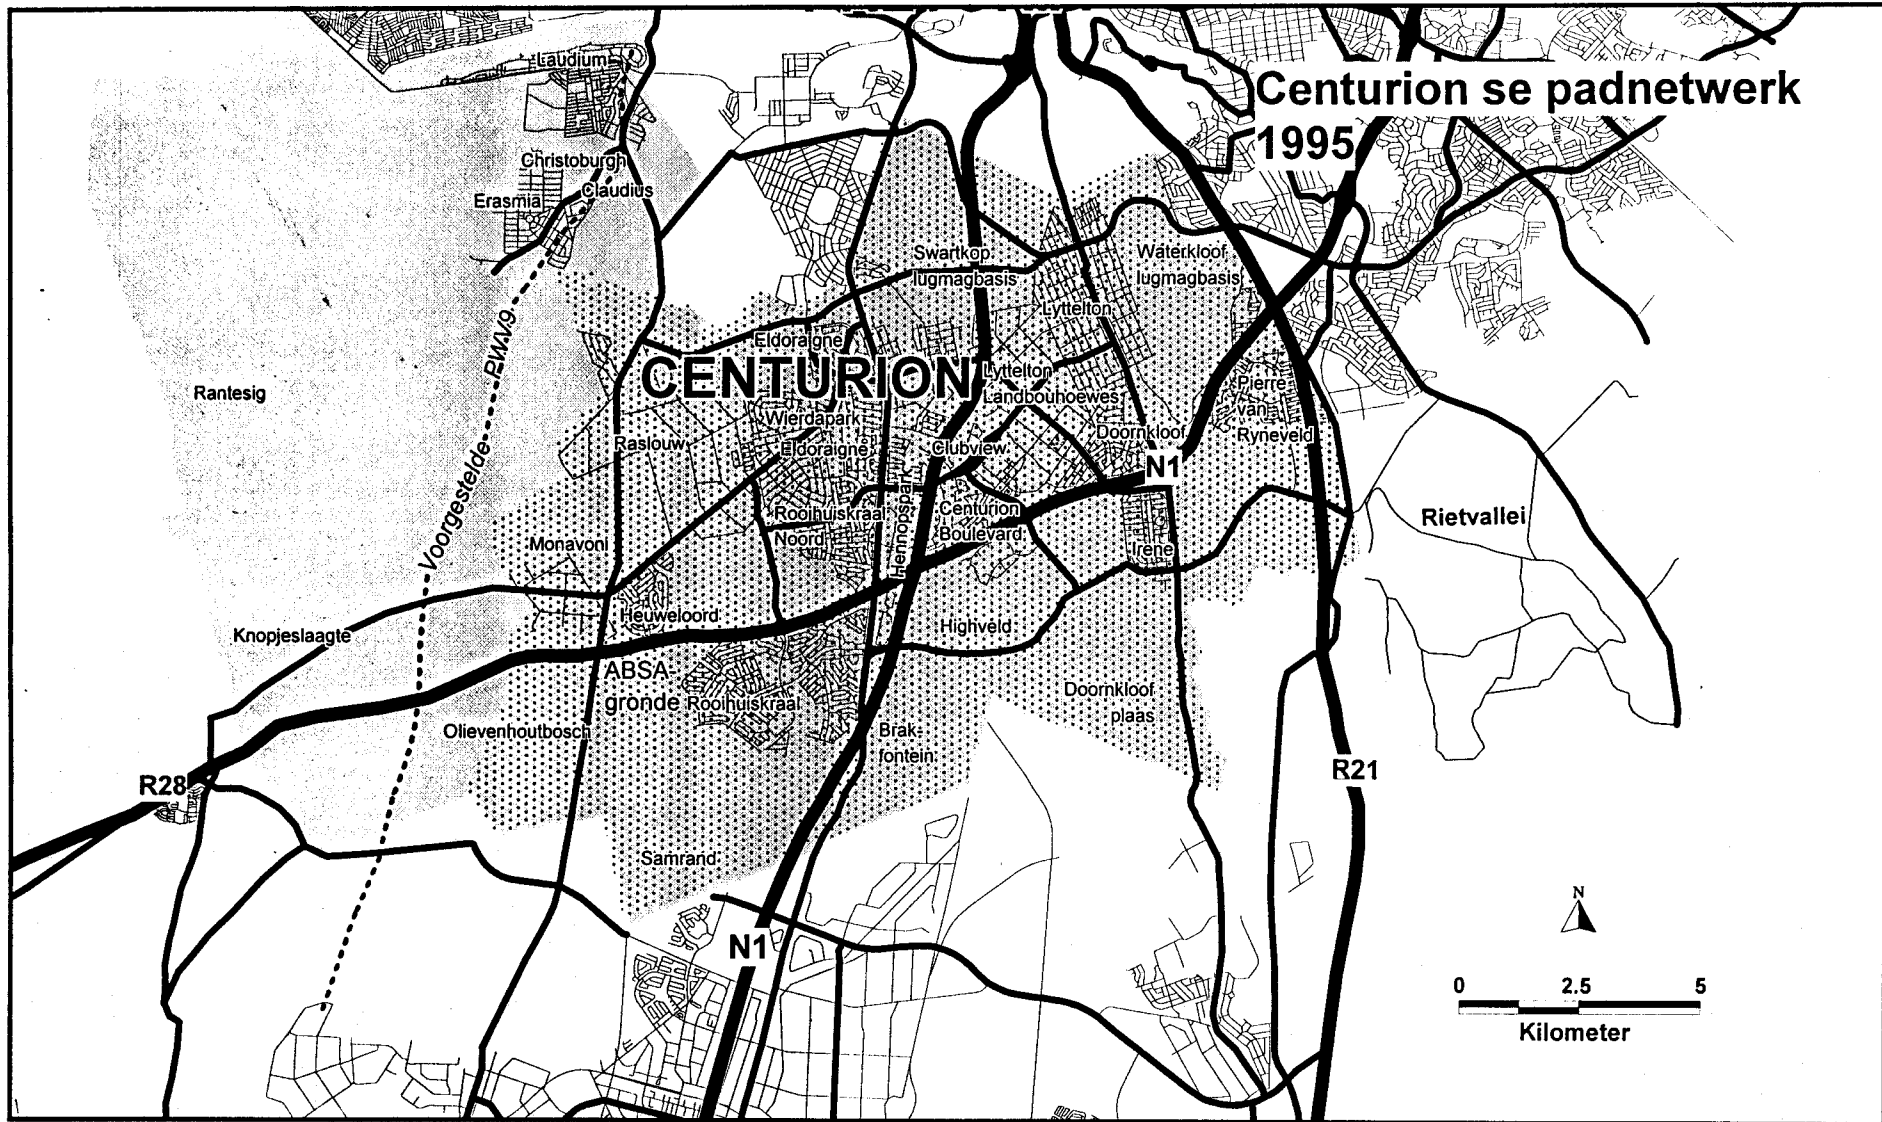 Laudium
Centurion se padnetwerk
1995
Christoburgh
Claudius
Erasmia
Swartkop
lugmagbasis
Waterkloof
lugmagbasis
Lyttelton
Eldoraigne
CENTURION
Lyttelton
Landbouhoewes
Pierre
van
Ryneveld
Rantesig
Voorgestelde PWV9
Wierdapark
Raslouw
Eldoraigne
Clubview
Doornkloof
N1
Hennopspark
Rooihuiskraal
Noord
Centurion
Boulevard
Rietvallei
Monavoni
Irene
Heuweloord
Highveld
Knopjeslaagte
ABSA
gronde
Rooihuiskraal
Doornkloof
plaas
Olievenhoutbosch
Brak-
fontein
R28
R21
Samrand
N1
N
0 2.5 5
Kilometer